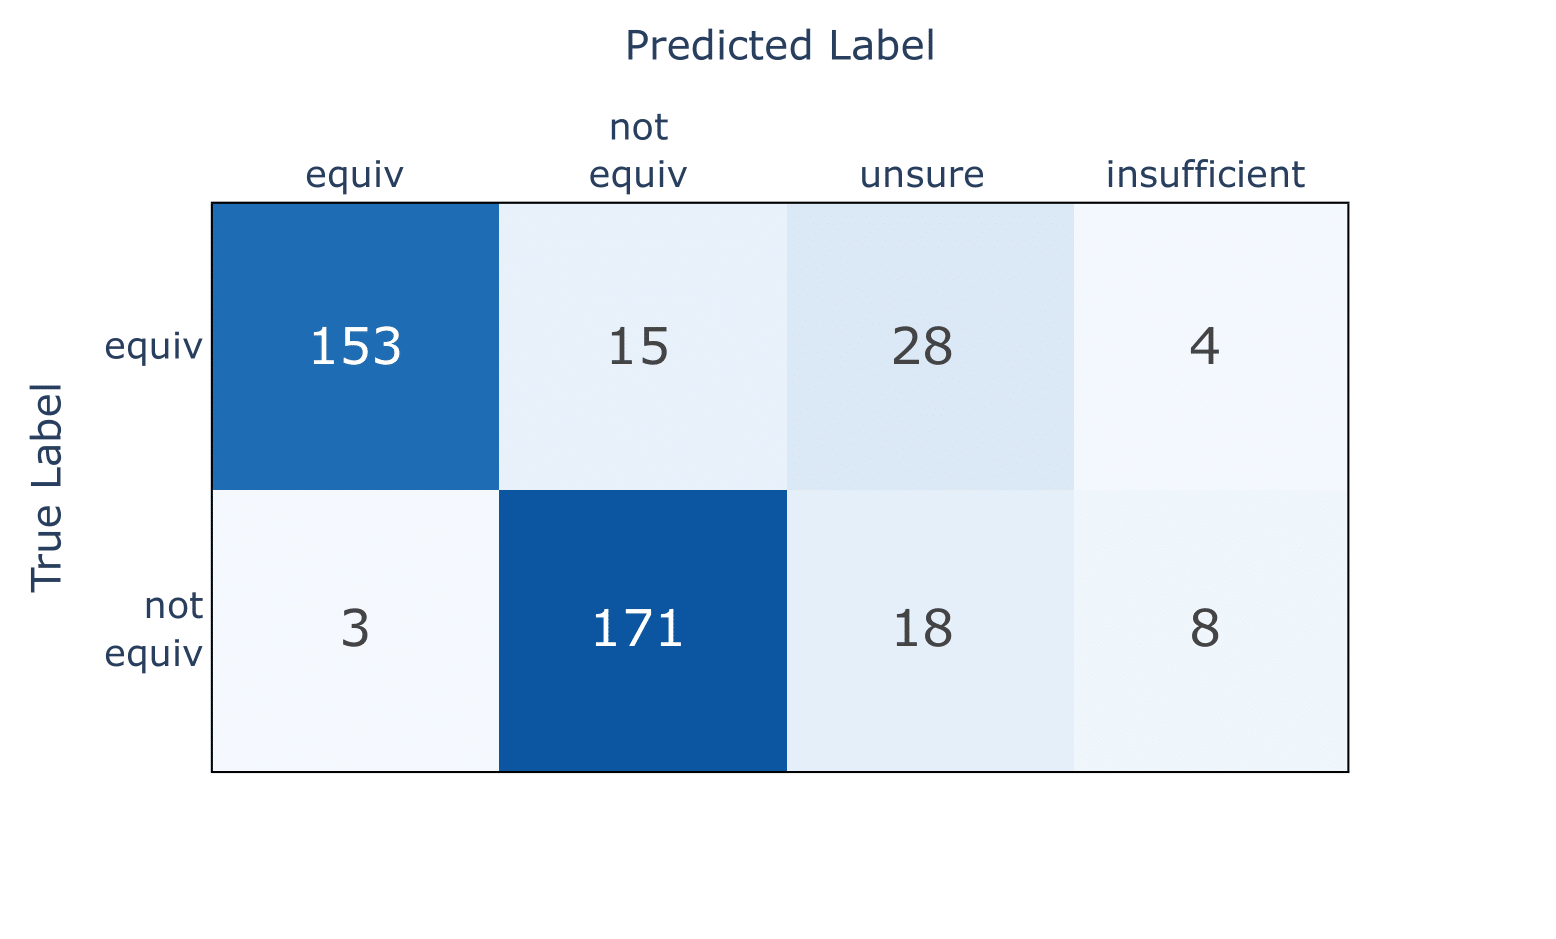 Predicted Label
equiv
not
equiv
unsure
insufficient
True Label
equiv
153
15
28
4
not
equiv
3
171
18
8